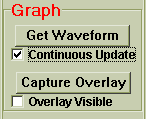 Graph
Get Waveform
Continuous Update
Capture Overlay
Overlay Visible